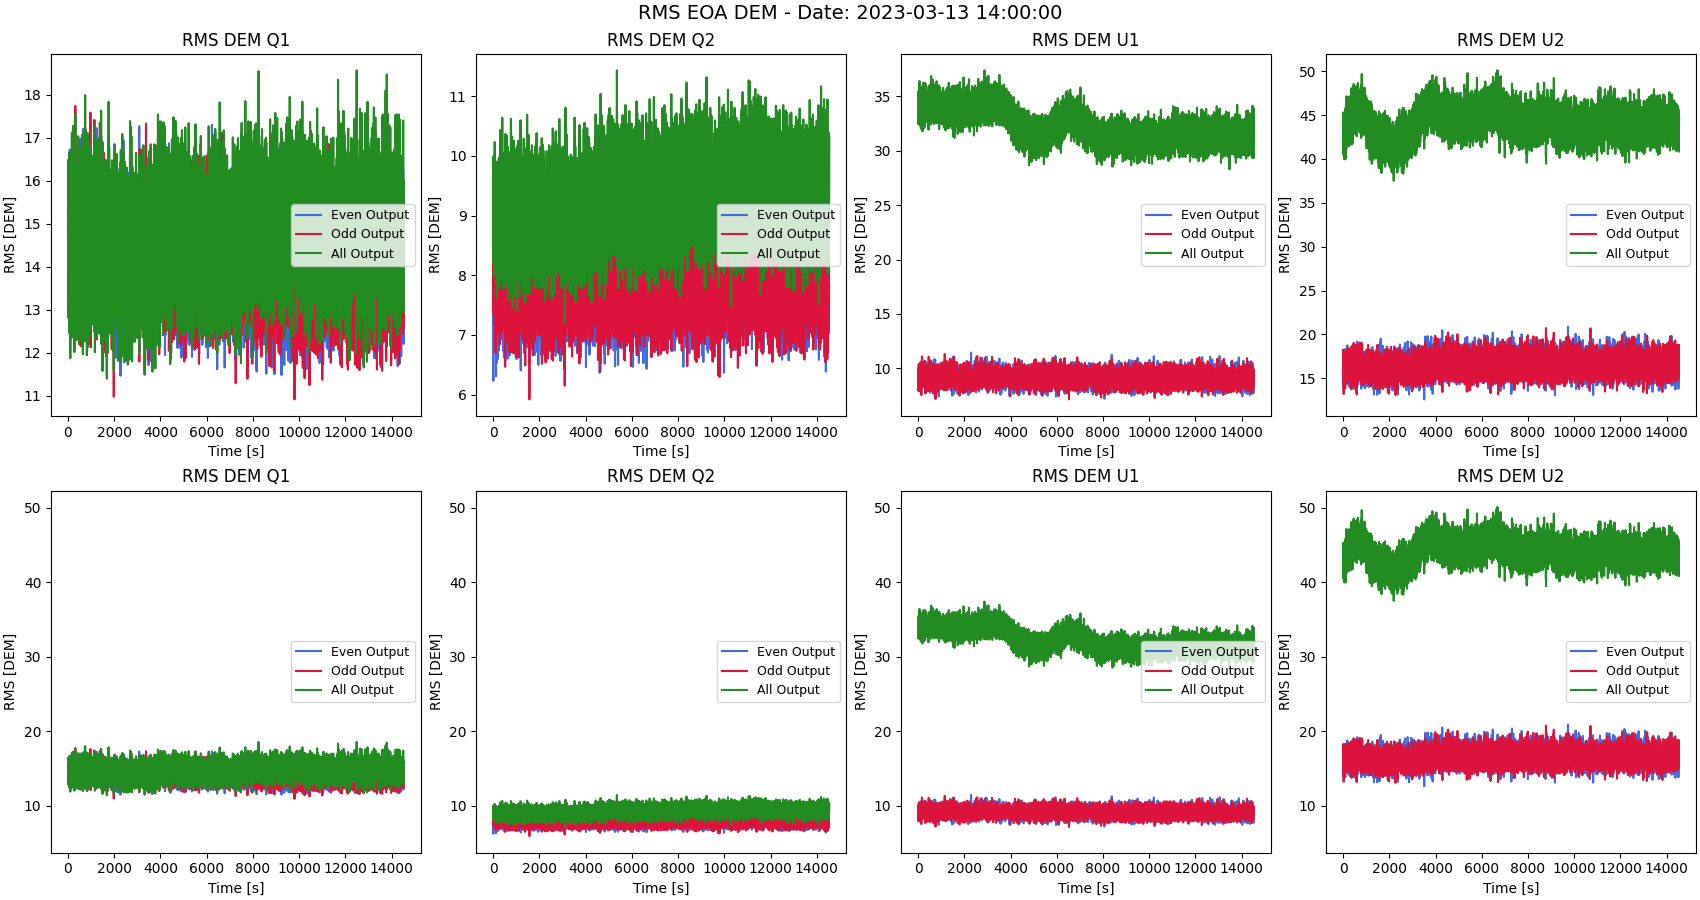 RMS EOA DEM - Date: 2023-03-13 14:00:00
RMS DEM Q1
RMS [DEM]
18
17
16
15
14
13
12
11
0 2000 4000 6000 8000 10000 12000 14000
Time [s]
Even Output
Odd Output
All Output
RMS DEM Q2
RMS [DEM]
11
10
9
8
7
6
0 2000 4000 6000 8000 10000 12000 14000
Time [s]
Even Output
Odd Output
All Output
RMS DEM U1
RMS [DEM]
35
30
25
20
15
10
0 2000 4000 6000 8000 10000 12000 14000
Time [s]
Even Output
Odd Output
All Output
RMS DEM U2
RMS [DEM]
50
45
40
35
30
25
20
15
0 2000 4000 6000 8000 10000 12000 14000
Time [s]
Even Output
Odd Output
All Output
RMS DEM Q1
RMS [DEM]
50
40
30
20
10
0 2000 4000 6000 8000 10000 12000 14000
Time [s]
Even Output
Odd Output
All Output
RMS DEM Q2
RMS [DEM]
50
40
30
20
10
0 2000 4000 6000 8000 10000 12000 14000
Time [s]
Even Output
Odd Output
All Output
RMS DEM U1
RMS [DEM]
50
40
30
20
10
0 2000 4000 6000 8000 10000 12000 14000
Time [s]
Even Output
Odd Output
All Output
RMS DEM U2
RMS [DEM]
50
40
30
20
10
0 2000 4000 6000 8000 10000 12000 14000
Time [s]
Even Output
Odd Output
All Output